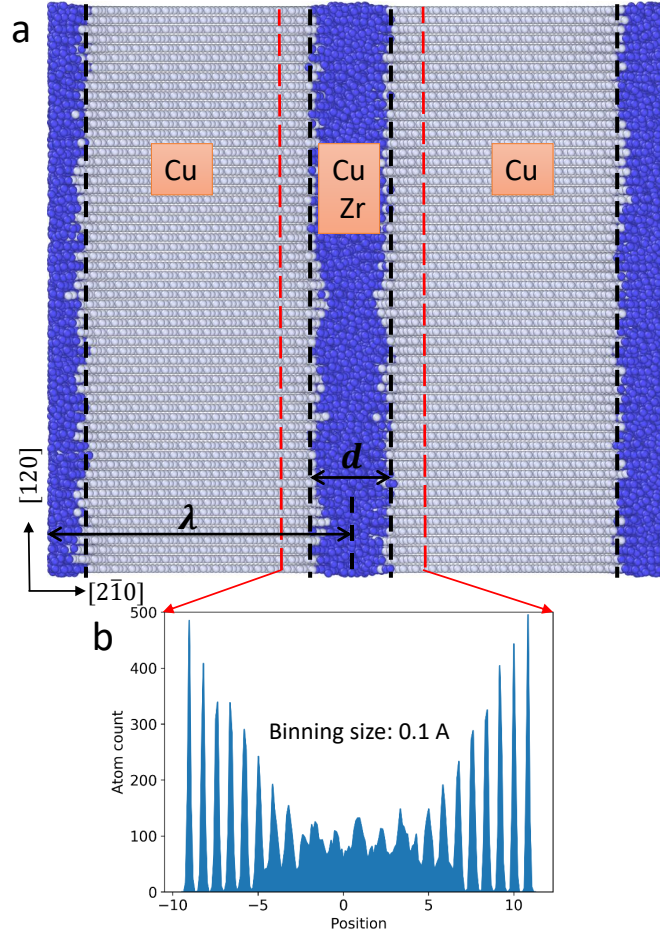 a
Cu
Cu
Zr
Cu
d
λ
[120]
[21̄0]
b
500
400
300
200
100
0
Atom count
Binning size: 0.1 A
−10
−5
0
5
10
Position